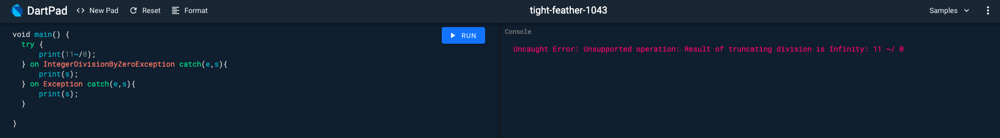 DartPad <> New Pad Reset Format tight-feather-1043 Samples
void main() {
try {
print(11~/0);
} on IntegerDivisionByZeroException catch(e,s){
print(s);
} on Exception catch(e,s){
print(s);
}
}
RUN
Console
Uncaught Error: Unsupported operation: Result of truncating division is Infinity: 11 ~/ 0